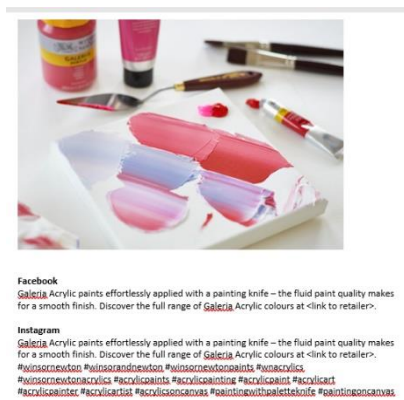 GALERIA
Facebook
Galeria Acrylic paints effortlessly applied with a painting knife – the fluid paint quality makes
for a smooth finish. Discover the full range of Galeria Acrylic colours at <link to retailer>.
Instagram
Galeria Acrylic paints effortlessly applied with a painting knife – the fluid paint quality makes
for a smooth finish. Discover the full range of Galeria Acrylic colours at <link to retailer>.
#winsornewton #winsorandnewton #winsornewtonpaints #wnacrylics
#winsornewtonacrylics #acrylicpaints #acrylicpainting #acrylicpaint #acrylicart
#acrylicpainter #acrylicartist #acrylicsoncanvas #paintingwithpaletteknife #paintingoncanvas